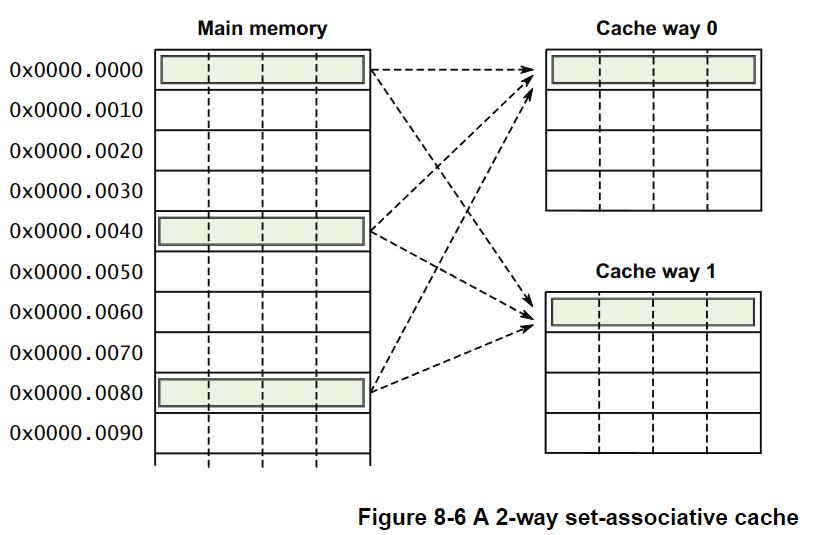 Main memory
Cache way 0
0x0000.0000
0x0000.0010
0x0000.0020
0x0000.0030
0x0000.0040
0x0000.0050
Cache way 1
0x0000.0060
0x0000.0070
0x0000.0080
0x0000.0090
Figure 8-6 A 2-way set-associative cache